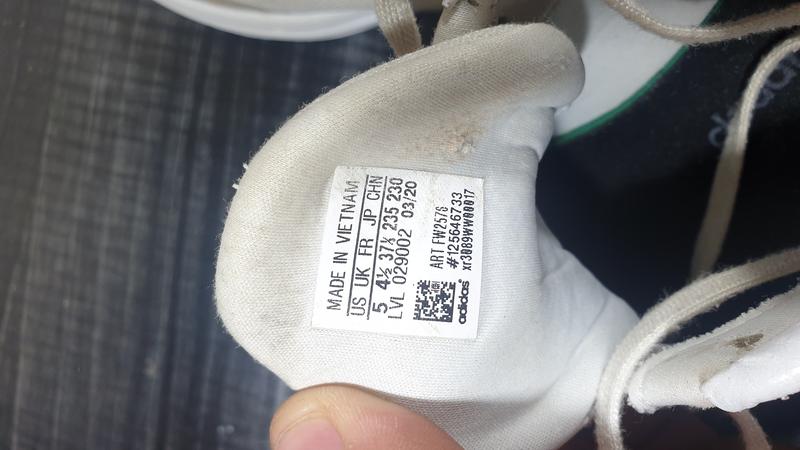 MADE IN VIETNAM
US UK FR JP CHN
5 4½ 37⅓ 235 230
LVL 029002 03/20
ART FW2576
#125646733
xr3089WW00017
adidas